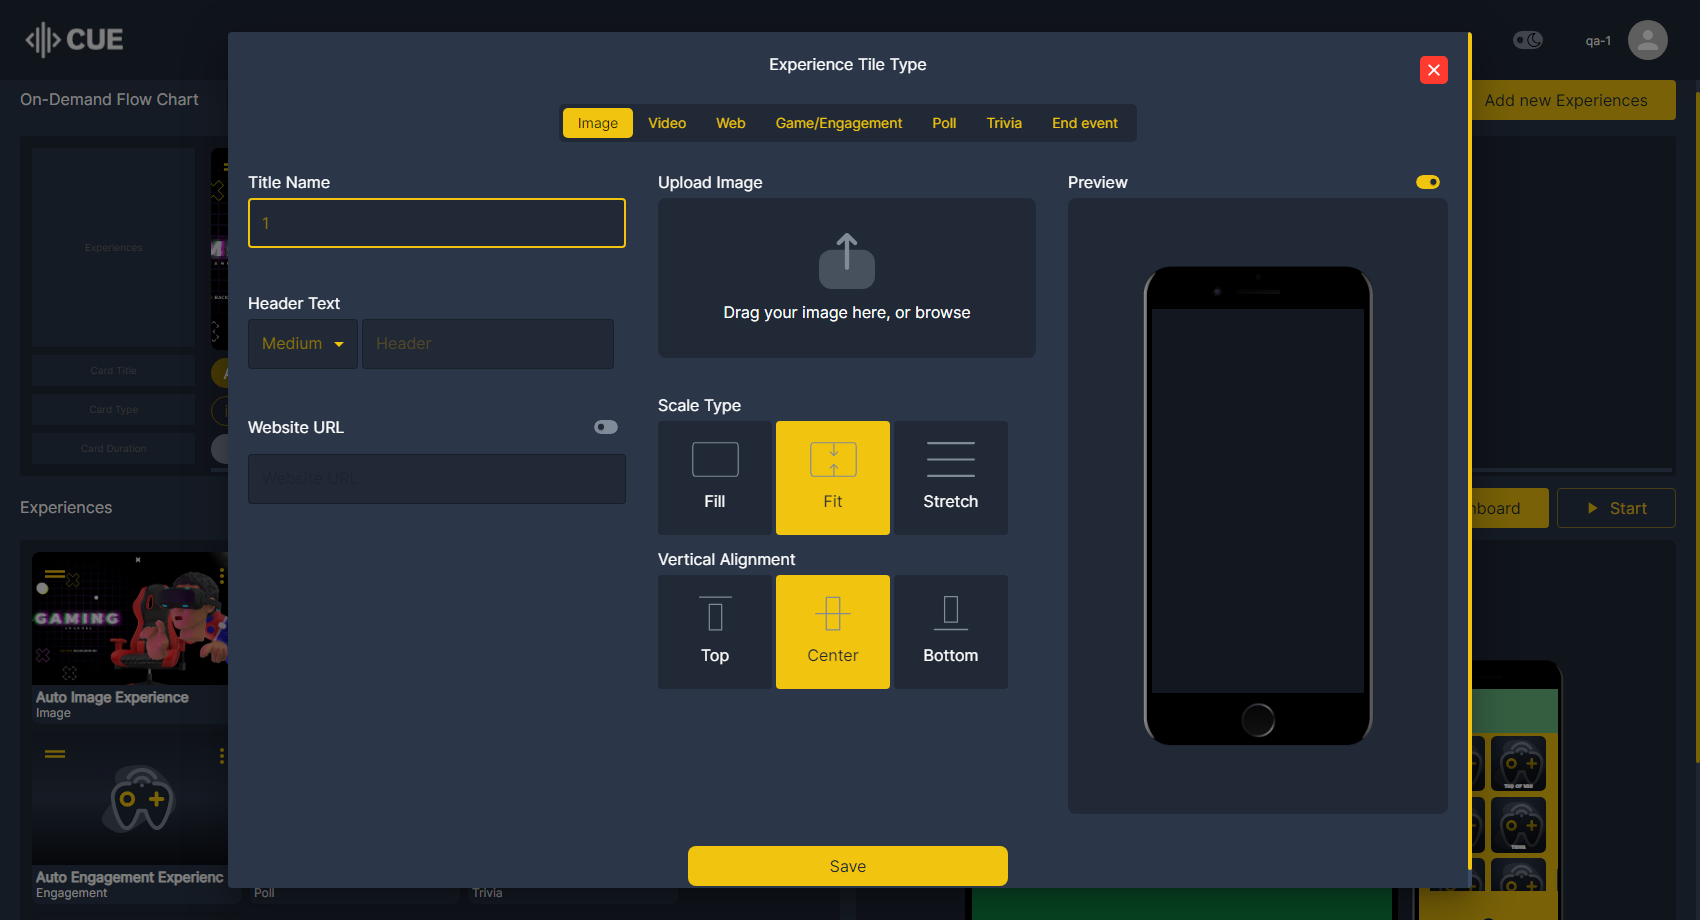 CUE
qa-1
On-Demand Flow Chart
Add new Experiences
Experiences
Card Title
Card Type
Card Duration
Experience Tile Type
Image
Video
Web
Game/Engagement
Poll
Trivia
End event
Title Name
1
Header Text
Medium
Header
Website URL
Website URL
Upload Image
Drag your image here, or browse
Scale Type
Fill
Fit
Stretch
Vertical Alignment
Top
Center
Bottom
Preview
Save
Experiences
Start
GAMING
Auto Image Experience
Image
Auto Engagement Experienc
Engagement
Poll
Trivia